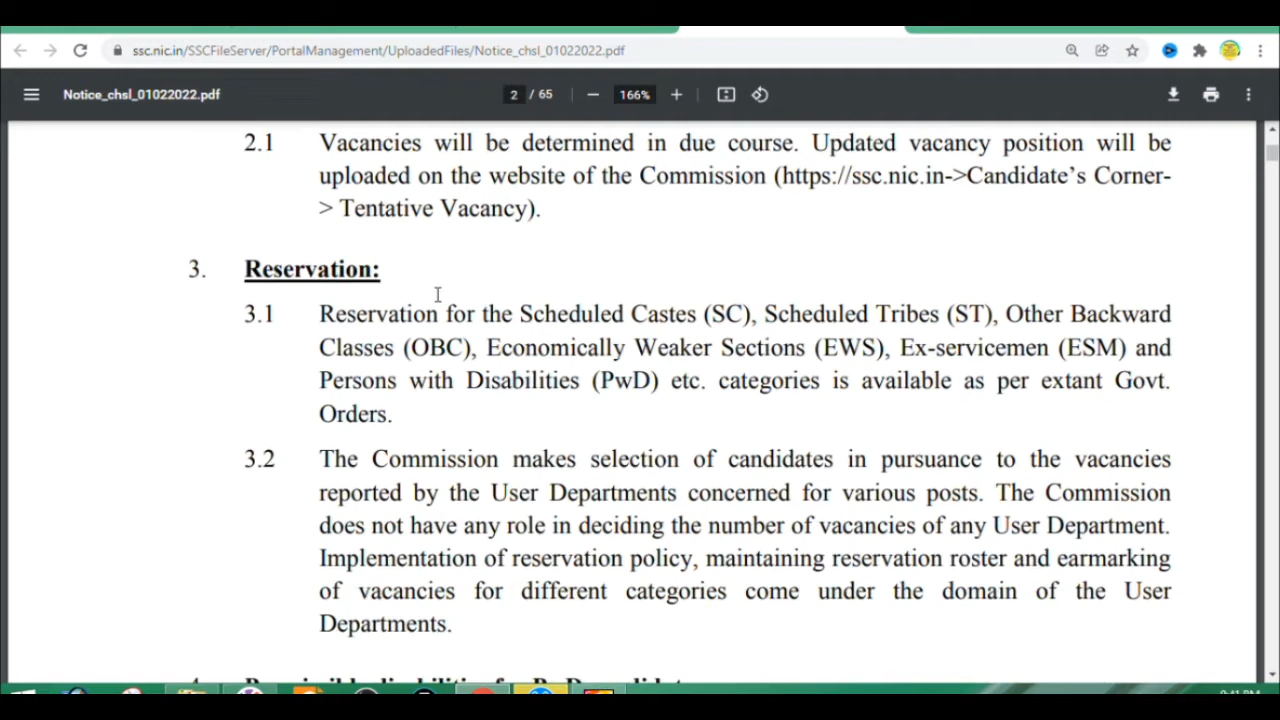 ssc.nic.in/SSCFileServer/PortalManagement/UploadedFiles/Notice_chsl_01022022.pdf
Notice_chsl_01022022.pdf 2 / 65 — 166% +
2.1 Vacancies will be determined in due course. Updated vacancy position will be
uploaded on the website of the Commission (https://ssc.nic.in->Candidate's Corner-
> Tentative Vacancy).
3. Reservation:
3.1 Reservation for the Scheduled Castes (SC), Scheduled Tribes (ST), Other Backward
Classes (OBC), Economically Weaker Sections (EWS), Ex-servicemen (ESM) and
Persons with Disabilities (PwD) etc. categories is available as per extant Govt.
Orders.
3.2 The Commission makes selection of candidates in pursuance to the vacancies
reported by the User Departments concerned for various posts. The Commission
does not have any role in deciding the number of vacancies of any User Department.
Implementation of reservation policy, maintaining reservation roster and earmarking
of vacancies for different categories come under the domain of the User
Departments.